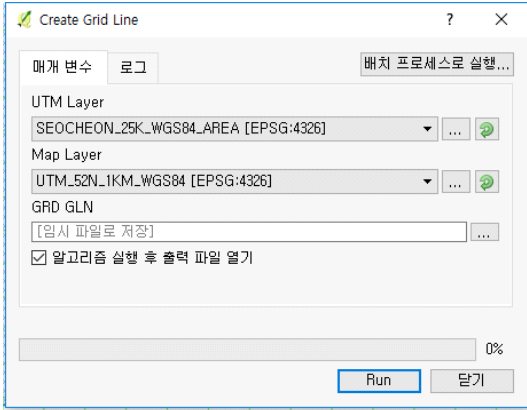 Create Grid Line
매개 변수
로그
배치 프로세스로 실행...
UTM Layer
SEOCHEON_25K_WGS84_AREA [EPSG:4326]
...
Map Layer
UTM_52N_1KM_WGS84 [EPSG:4326]
...
GRD GLN
[임시 파일로 저장]
...
알고리즘 실행 후 출력 파일 열기
0%
Run
닫기